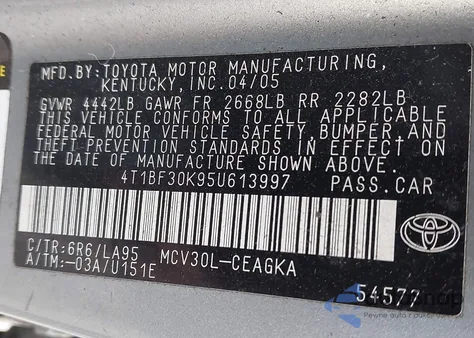 MFD.BY:TOYOTA MOTOR MANUFACTURING,
KENTUCKY, INC. 04/05
GVWR 4442LB GAWR FR 2668LB RR 2282LB
THIS VEHICLE CONFORMS TO ALL APPLICABLE
FEDERAL MOTOR VEHICLE SAFETY,BUMPER,AND
THEFT PREVENTION STANDARDS IN EFFECT ON
THE DATE OF MANUFACTURE SHOWN ABOVE.
4T1BF30K95U613997 PASS.CAR
C/TR:6R6/LA95 MCV30L-CEAGKA
A/TM:-03A/U151E
54577